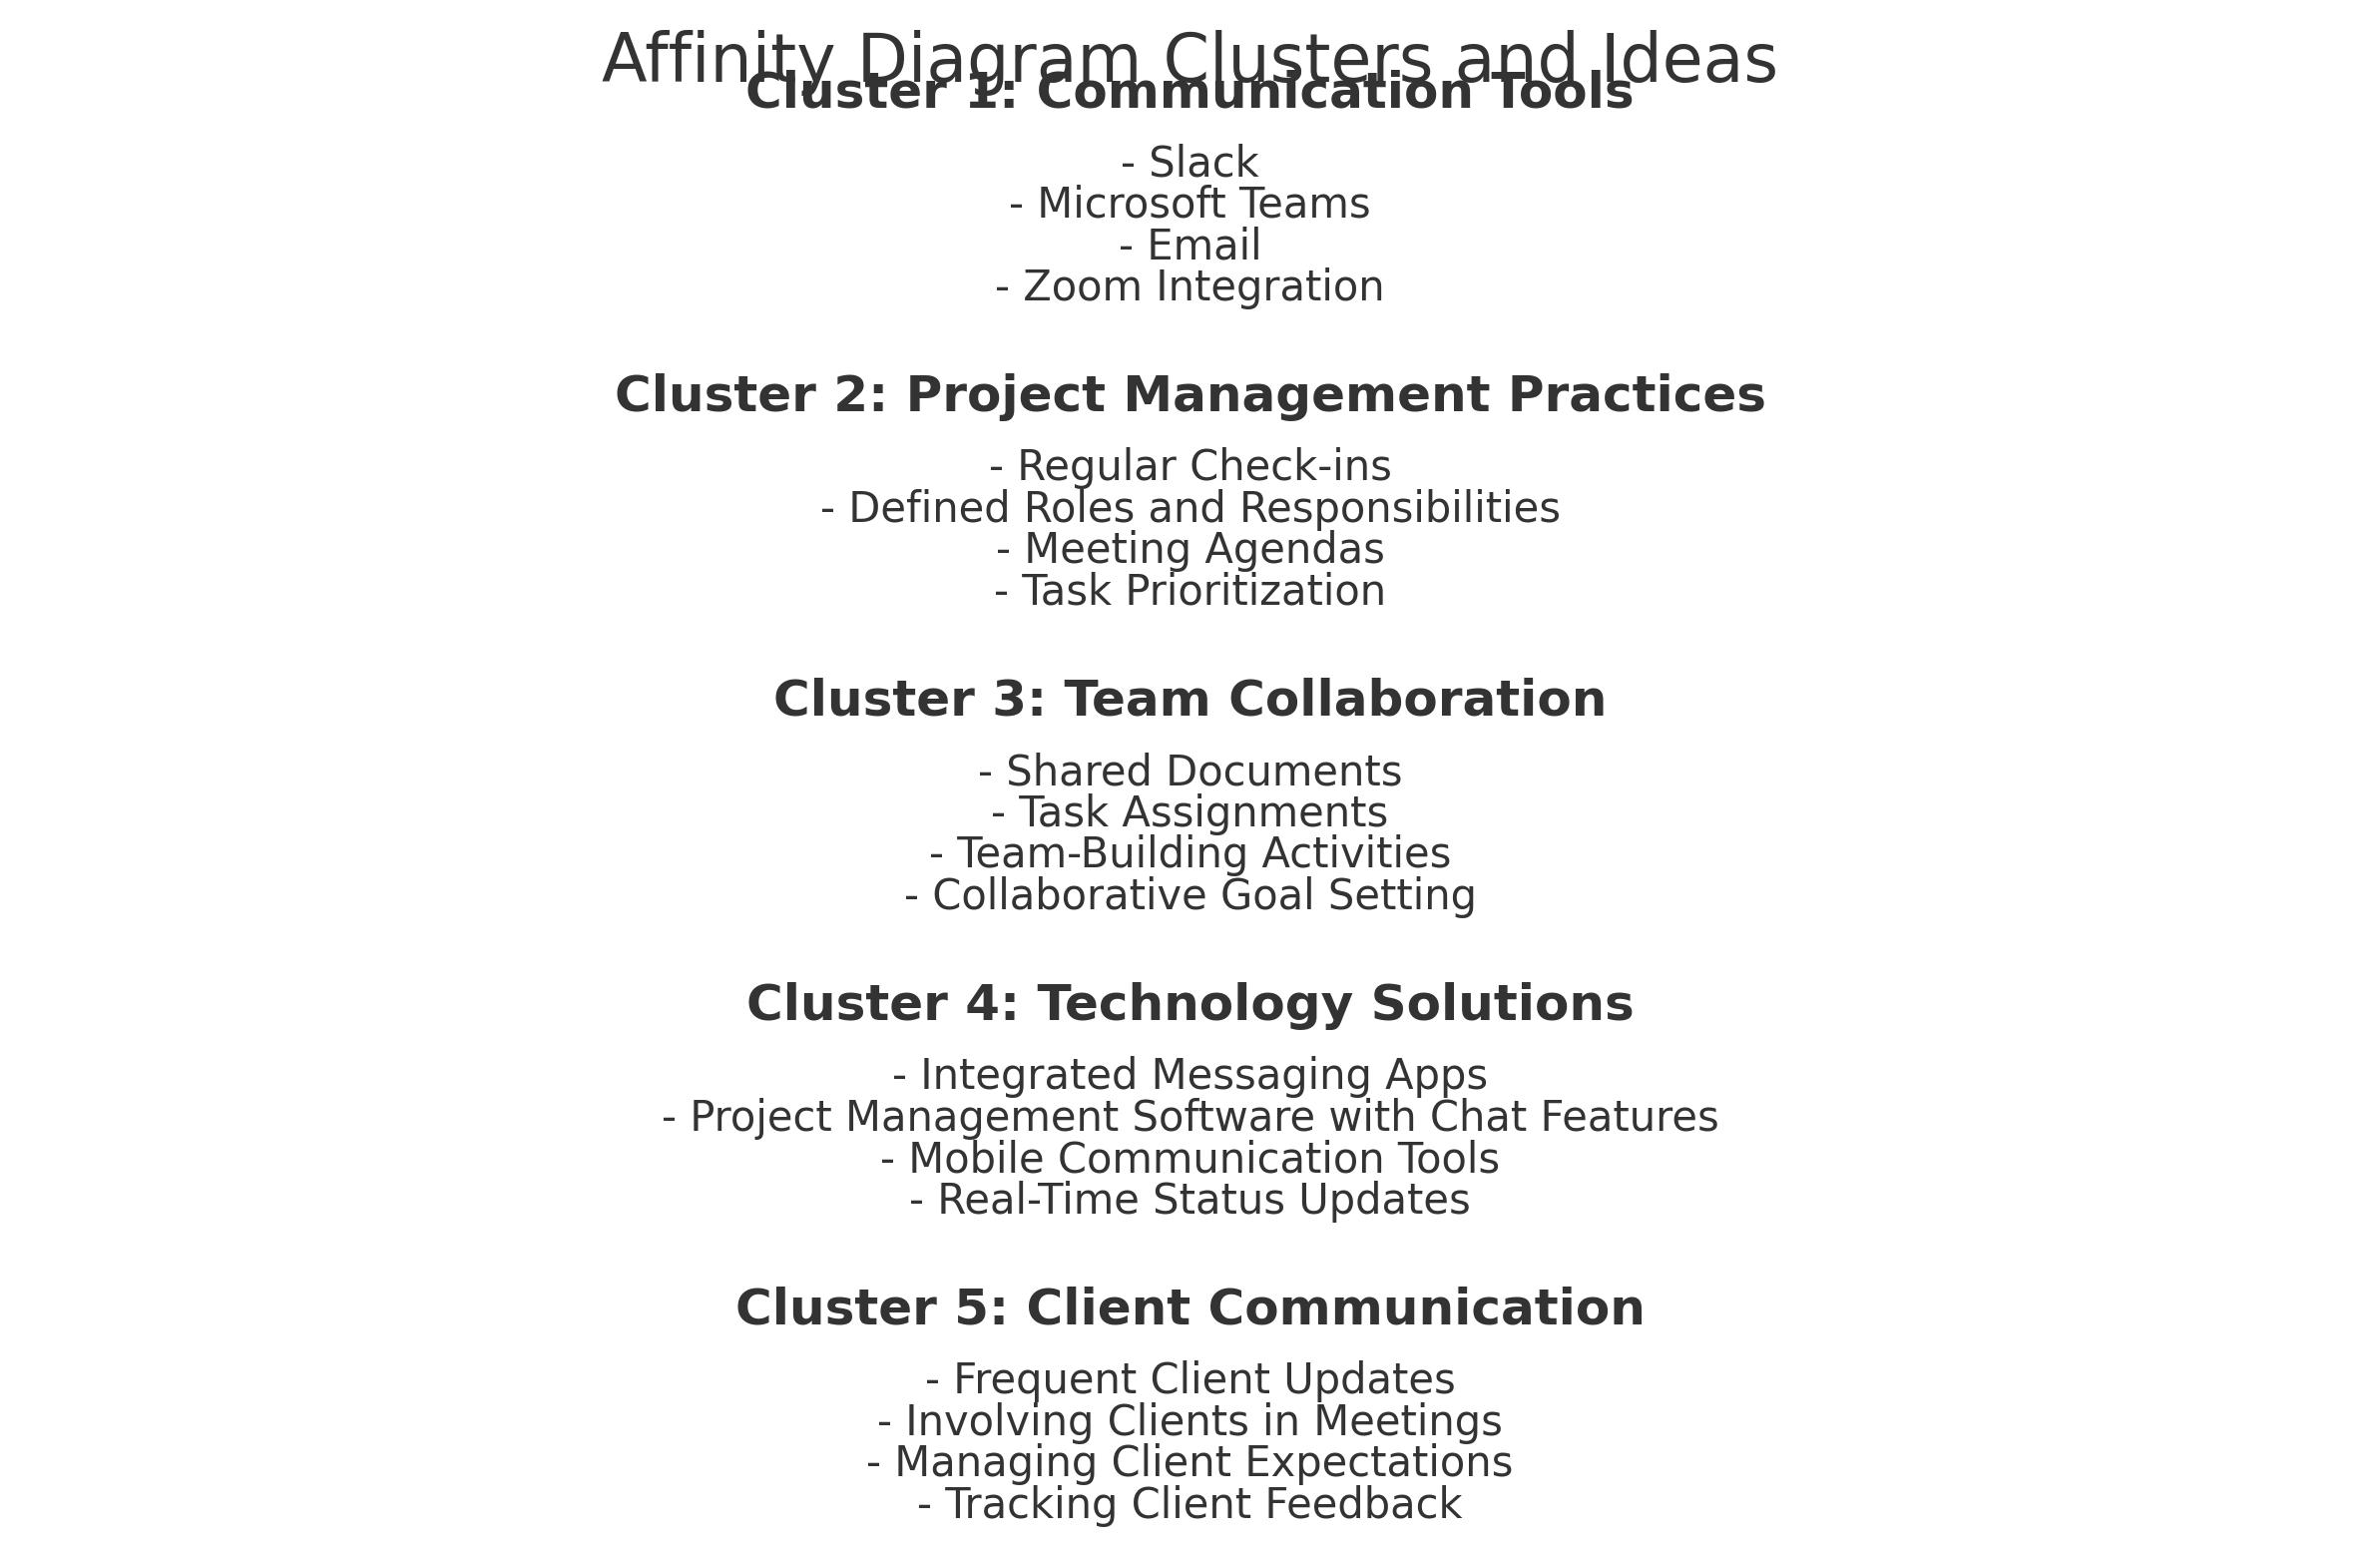 Affinity Diagram Clusters and Ideas
Cluster 1: Communication Tools
- Slack
- Microsoft Teams
- Email
- Zoom Integration
Cluster 2: Project Management Practices
- Regular Check-ins
- Defined Roles and Responsibilities
- Meeting Agendas
- Task Prioritization
Cluster 3: Team Collaboration
- Shared Documents
- Task Assignments
- Team-Building Activities
- Collaborative Goal Setting
Cluster 4: Technology Solutions
- Integrated Messaging Apps
- Project Management Software with Chat Features
- Mobile Communication Tools
- Real-Time Status Updates
Cluster 5: Client Communication
- Frequent Client Updates
- Involving Clients in Meetings
- Managing Client Expectations
- Tracking Client Feedback